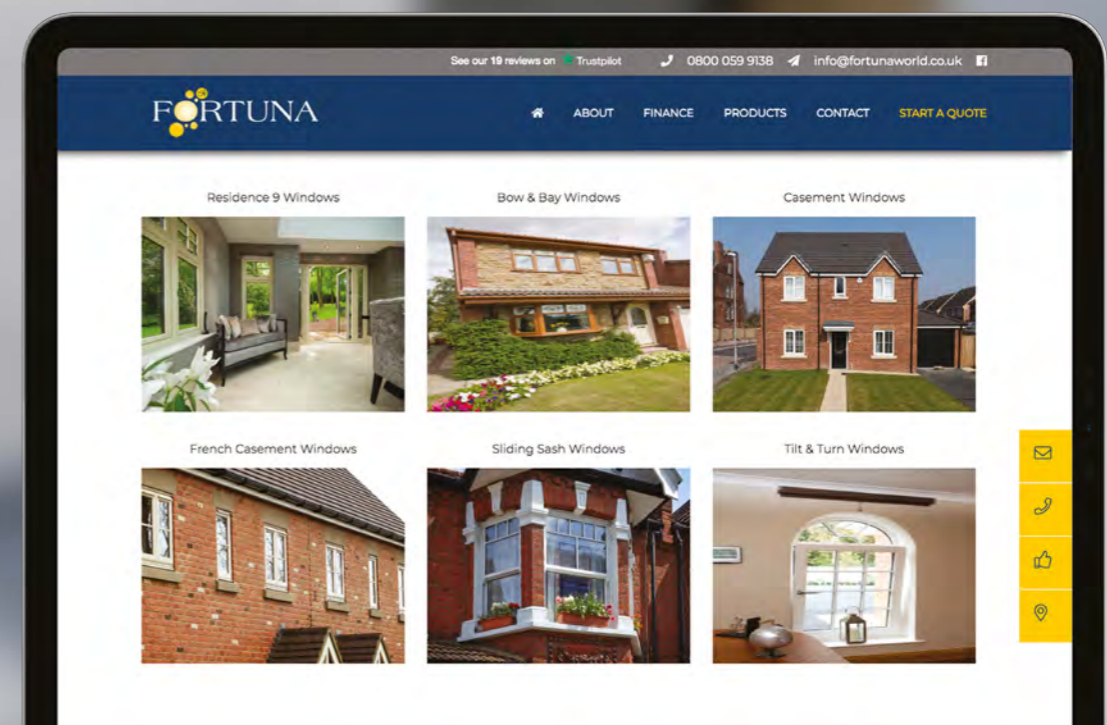 See our 19 reviews on Trustpilot 0800 059 9138 info@fortunaworld.co.uk
FORTUNA ABOUT FINANCE PRODUCTS CONTACT START A QUOTE
Residence 9 Windows Bow & Bay Windows Casement Windows
French Casement Windows Sliding Sash Windows Tilt & Turn Windows